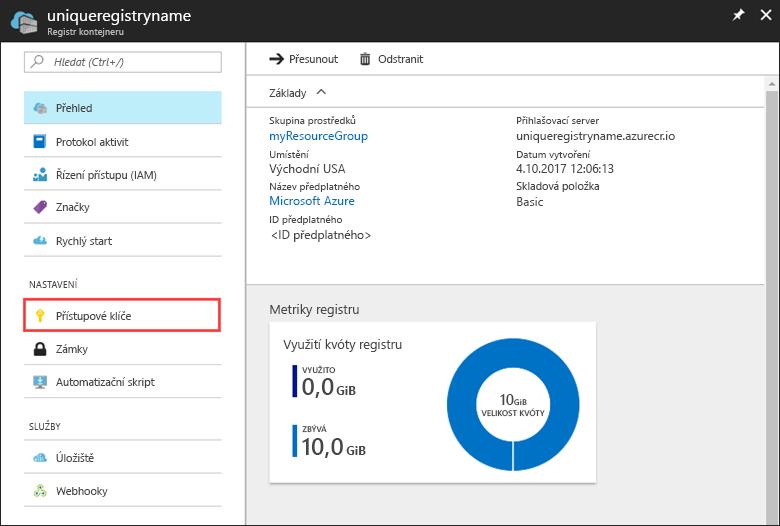 uniqueregistryname
Registr kontejneru
Hledat (Ctrl+/)
Přehled
Protokol aktivit
Řízení přístupu (IAM)
Značky
Rychlý start
NASTAVENÍ
Přístupové klíče
Zámky
Automatizační skript
SLUŽBY
Úložiště
Webhooky
Přesunout
Odstranit
Základy
Skupina prostředků
myResourceGroup
Umístění
Východní USA
Název předplatného
Microsoft Azure
ID předplatného
<ID předplatného>
Přihlašovací server
uniqueregistryname.azurecr.io
Datum vytvoření
4.10.2017 12:06:13
Skladová položka
Basic
Metriky registru
Využití kvóty registru
VYUŽITO
0,0 GiB
ZBÝVÁ
10,0 GiB
10GiB
VELIKOST KVÓTY